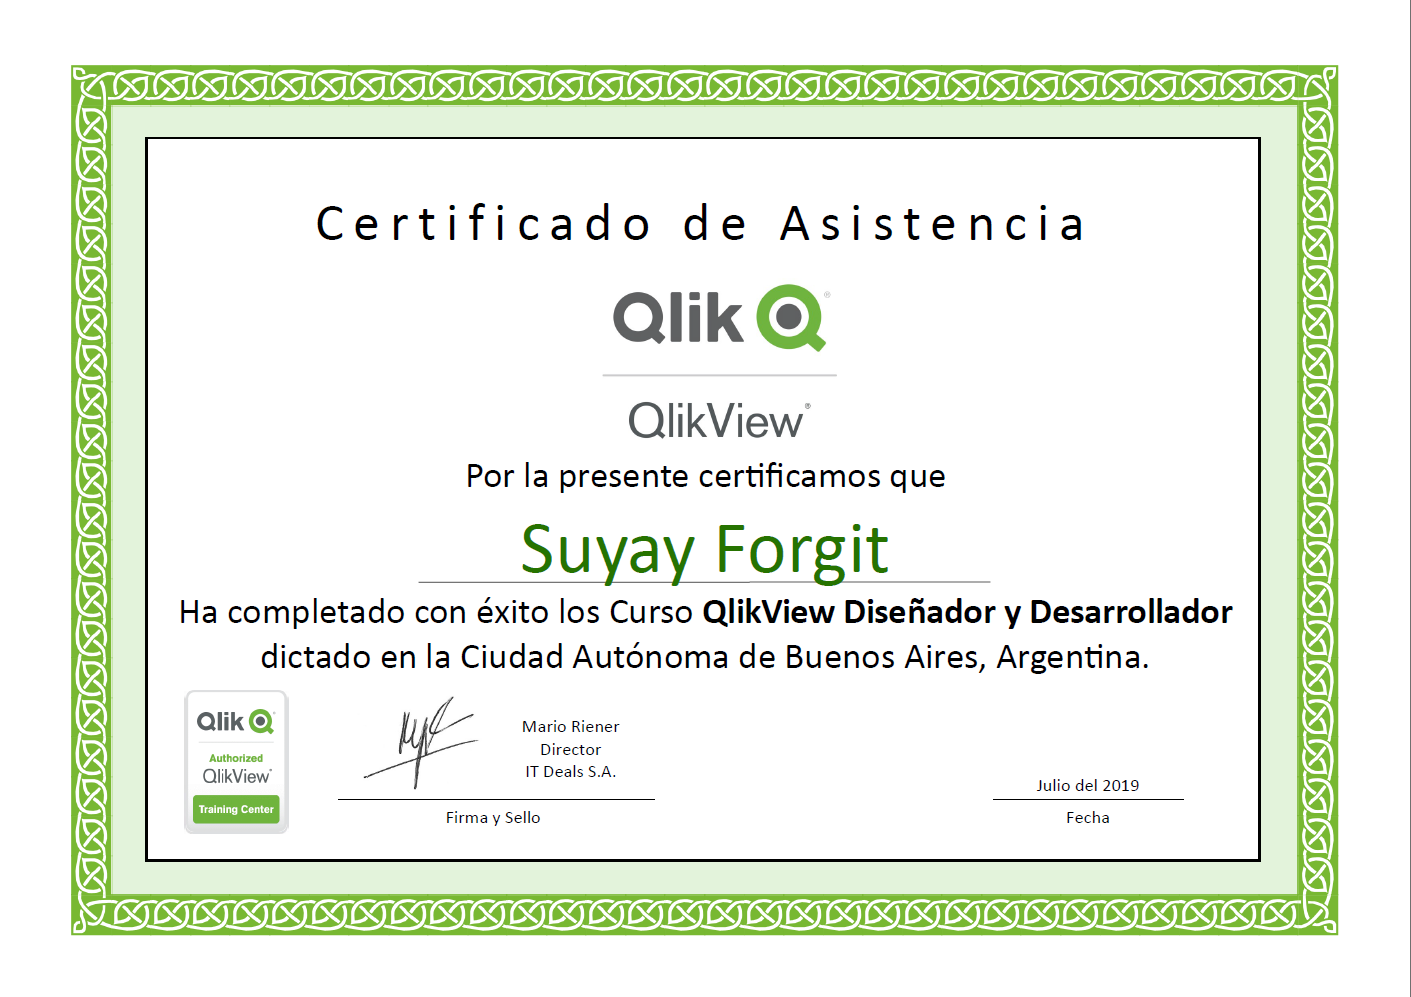 Certificado de Asistencia
Qlik ®
QlikView®
Por la presente certificamos que
Suyay Forgit
Ha completado con éxito los Curso QlikView Diseñador y Desarrollador
dictado en la Ciudad Autónoma de Buenos Aires, Argentina.
Qlik
Authorized
QlikView®
Training Center
Mario Riener
Director
IT Deals S.A.
Firma y Sello
Julio del 2019
Fecha